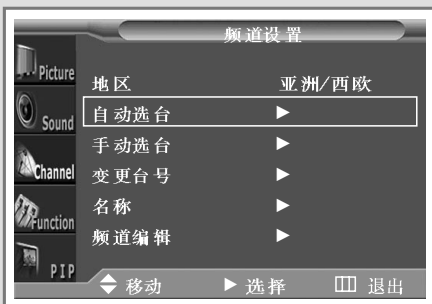 频道设置
Picture
Sound
Channel
Function
PIP
地区 亚洲/西欧
自动选台 ▶
手动选台 ▶
变更台号 ▶
名称 ▶
频道编辑 ▶
移动 ▶ 选择 退出